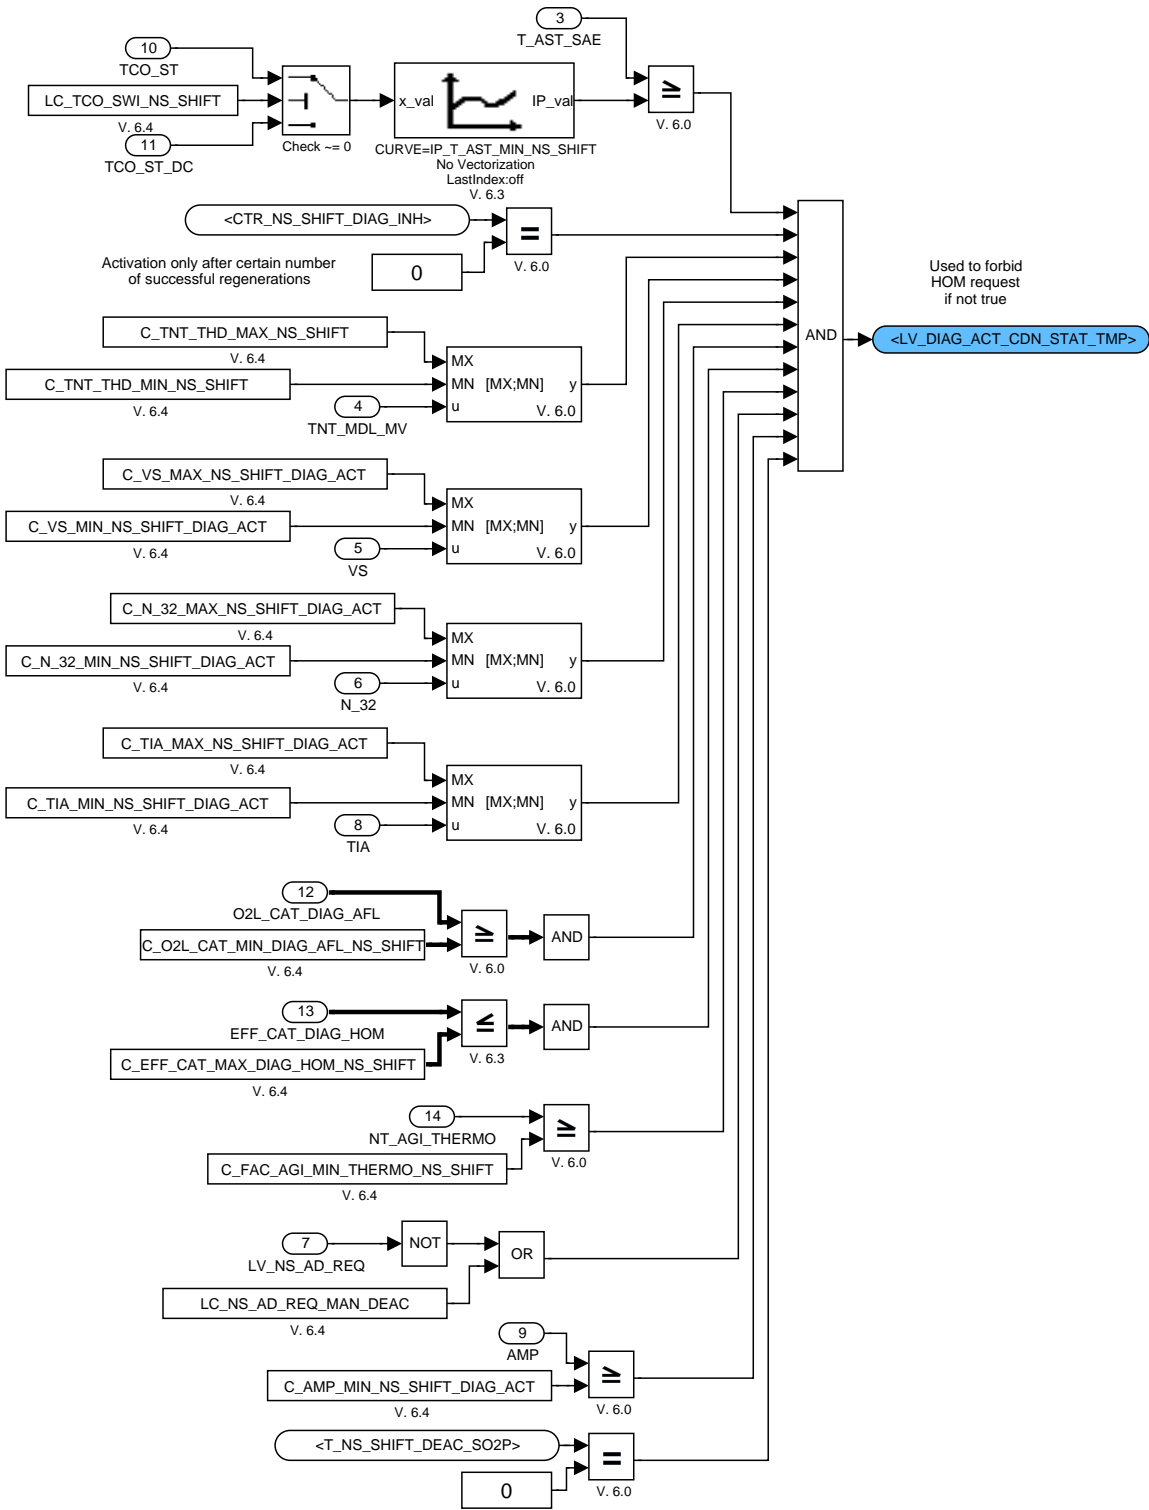 3
T_AST_SAE
10
TCO_ST
LC_TCO_SWI_NS_SHIFT
V. 6.4
11
TCO_ST_DC
Check ~= 0
x_val
IP_val
CURVE=IP_T_AST_MIN_NS_SHIFT
No Vectorization
LastIndex:off
V. 6.3
≥
V. 6.0
<CTR_NS_SHIFT_DIAG_INH>
=
V. 6.0
Activation only after certain number
of successful regenerations
0
Used to forbid
HOM request
if not true
AND
<LV_DIAG_ACT_CDN_STAT_TMP>
C_TNT_THD_MAX_NS_SHIFT
V. 6.4
C_TNT_THD_MIN_NS_SHIFT
V. 6.4
4
TNT_MDL_MV
MX
MN [MX;MN] y
u
V. 6.0
C_VS_MAX_NS_SHIFT_DIAG_ACT
V. 6.4
C_VS_MIN_NS_SHIFT_DIAG_ACT
V. 6.4
5
VS
MX
MN [MX;MN] y
u
V. 6.0
C_N_32_MAX_NS_SHIFT_DIAG_ACT
V. 6.4
C_N_32_MIN_NS_SHIFT_DIAG_ACT
V. 6.4
6
N_32
MX
MN [MX;MN] y
u
V. 6.0
C_TIA_MAX_NS_SHIFT_DIAG_ACT
V. 6.4
C_TIA_MIN_NS_SHIFT_DIAG_ACT
V. 6.4
8
TIA
MX
MN [MX;MN] y
u
V. 6.0
12
O2L_CAT_DIAG_AFL
C_O2L_CAT_MIN_DIAG_AFL_NS_SHIFT
V. 6.4
≥
V. 6.0
AND
13
EFF_CAT_DIAG_HOM
C_EFF_CAT_MAX_DIAG_HOM_NS_SHIFT
V. 6.4
≤
V. 6.3
AND
14
NT_AGI_THERMO
C_FAC_AGI_MIN_THERMO_NS_SHIFT
V. 6.4
≥
V. 6.0
7
LV_NS_AD_REQ
NOT
OR
LC_NS_AD_REQ_MAN_DEAC
V. 6.4
9
AMP
C_AMP_MIN_NS_SHIFT_DIAG_ACT
V. 6.4
≥
V. 6.0
<T_NS_SHIFT_DEAC_SO2P>
0
=
V. 6.0